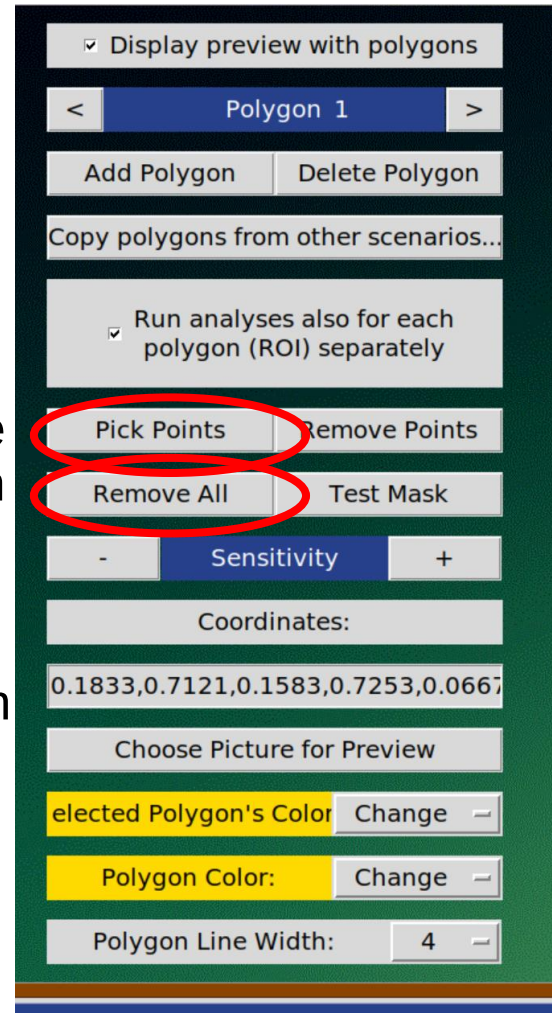 Display preview with polygons
< Polygon 1 >
Add Polygon Delete Polygon
Copy polygons from other scenarios...
Run analyses also for each
polygon (ROI) separately
Pick Points Remove Points
Remove All Test Mask
- Sensitivity +
Coordinates:
0.1833,0.7121,0.1583,0.7253,0.0667
Choose Picture for Preview
elected Polygon's Color Change
Polygon Color: Change
Polygon Line Width: 4